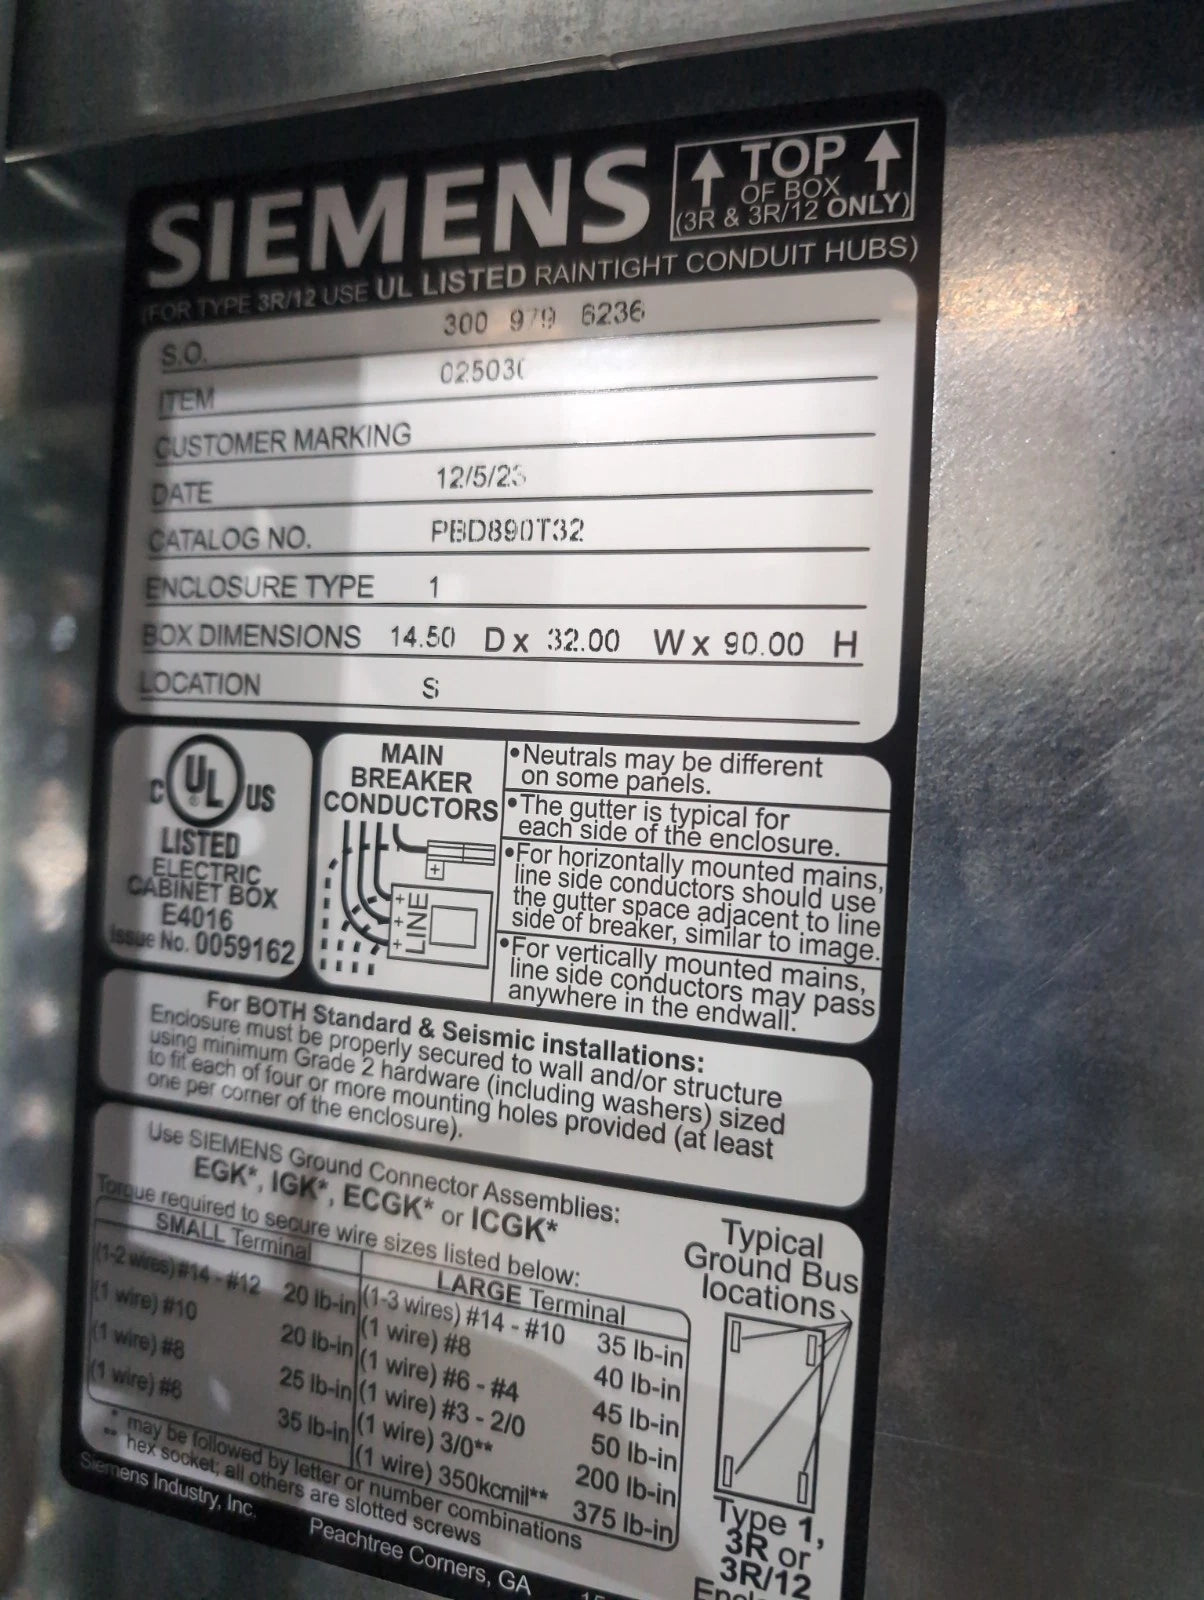 SIEMENS
TOP
OF BOX
(3R & 3R/12 ONLY)
(FOR TYPE 3R/12 USE UL LISTED RAINTIGHT CONDUIT HUBS)
S.O. 300 979 6236
ITEM 02503
CUSTOMER MARKING
DATE 12/5/23
CATALOG NO. PBD890T32
ENCLOSURE TYPE 1
BOX DIMENSIONS 14.50 D x 32.00 W x 90.00 H
LOCATION S
C UL US
®
LISTED
ELECTRIC
CABINET BOX
E4016
Issue No. 0059162
MAIN
BREAKER
CONDUCTORS
LINE
•Neutrals may be different
on some panels.
•The gutter is typical for
each side of the enclosure.
•For horizontally mounted mains,
line side conductors should use
the gutter space adjacent to line
side of breaker, similar to image.
•For vertically mounted mains,
line side conductors may pass
anywhere in the endwall.
For BOTH Standard & Seismic installations:
Enclosure must be properly secured to wall and/or structure
using minimum Grade 2 hardware (including washers) sized
to fit each of four or more mounting holes provided (at least
one per corner of the enclosure).
Use SIEMENS Ground Connector Assemblies:
EGK*, IGK*, ECGK* or ICGK*
Torque required to secure wire sizes listed below:
SMALL Terminal
(1-2 wires) #14 - #12 20 lb-in
(1 wire) #10 20 lb-in
(1 wire) #8 25 lb-in
(1 wire) #6 35 lb-in
LARGE Terminal
(1-3 wires) #14 - #10 35 lb-in
(1 wire) #8 40 lb-in
(1 wire) #6 - #4 45 lb-in
(1 wire) #3 - 2/0 50 lb-in
(1 wire) 3/0** 200 lb-in
(1 wire) 350kcmil** 375 lb-in
* may be followed by letter or number combinations
** hex socket; all others are slotted screws
Typical
Ground Bus
locations
Type 1,
3R or
3R/12
Siemens Industry, Inc.
Peachtree Corners, GA